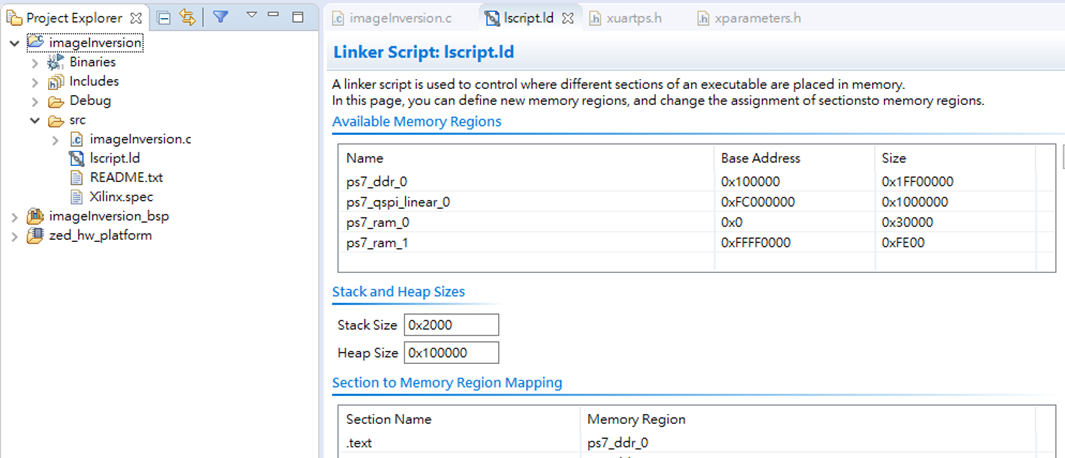 Project Explorer
imageInversion
Binaries
Includes
Debug
src
imageInversion.c
lscript.ld
README.txt
Xilinx.spec
imageInversion_bsp
zed_hw_platform
imageInversion.c lscript.ld xuartps.h xparameters.h
Linker Script: lscript.ld
A linker script is used to control where different sections of an executable are placed in memory.
In this page, you can define new memory regions, and change the assignment of sectionsto memory regions.
Available Memory Regions
Name Base Address Size
ps7_ddr_0 0x100000 0x1FF00000
ps7_qspi_linear_0 0xFC000000 0x1000000
ps7_ram_0 0x0 0x30000
ps7_ram_1 0xFFFF0000 0xFE00
Stack and Heap Sizes
Stack Size 0x2000
Heap Size 0x100000
Section to Memory Region Mapping
Section Name Memory Region
.text ps7_ddr_0